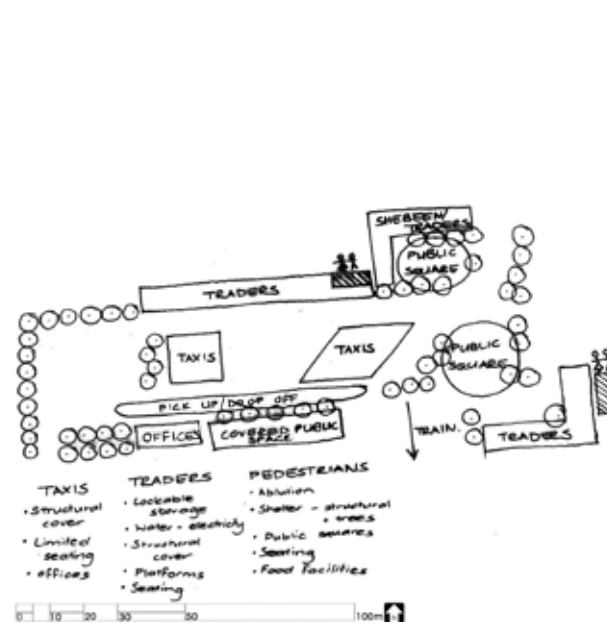 SHEBEEN/
TRADERS
PUBLIC
SQUARE
TRADERS
TAXIS
TAXIS
PUBLIC
SQUARE
PICK UP/DROP OFF
OFFICES
COVERED PUBLIC
SPACE
TRAIN.
TRADERS
TAXIS
• Structural
cover
• Limited
seating
• offices
TRADERS
• Lockable
storage
• Water + electricity
• Structural
cover
• Platforms
• Seating
PEDESTRIANS
• Ablution
• Shelter - structural
+ trees
• Public squares
• Seating
• Food Facilities
0 10 20 30 50 100m